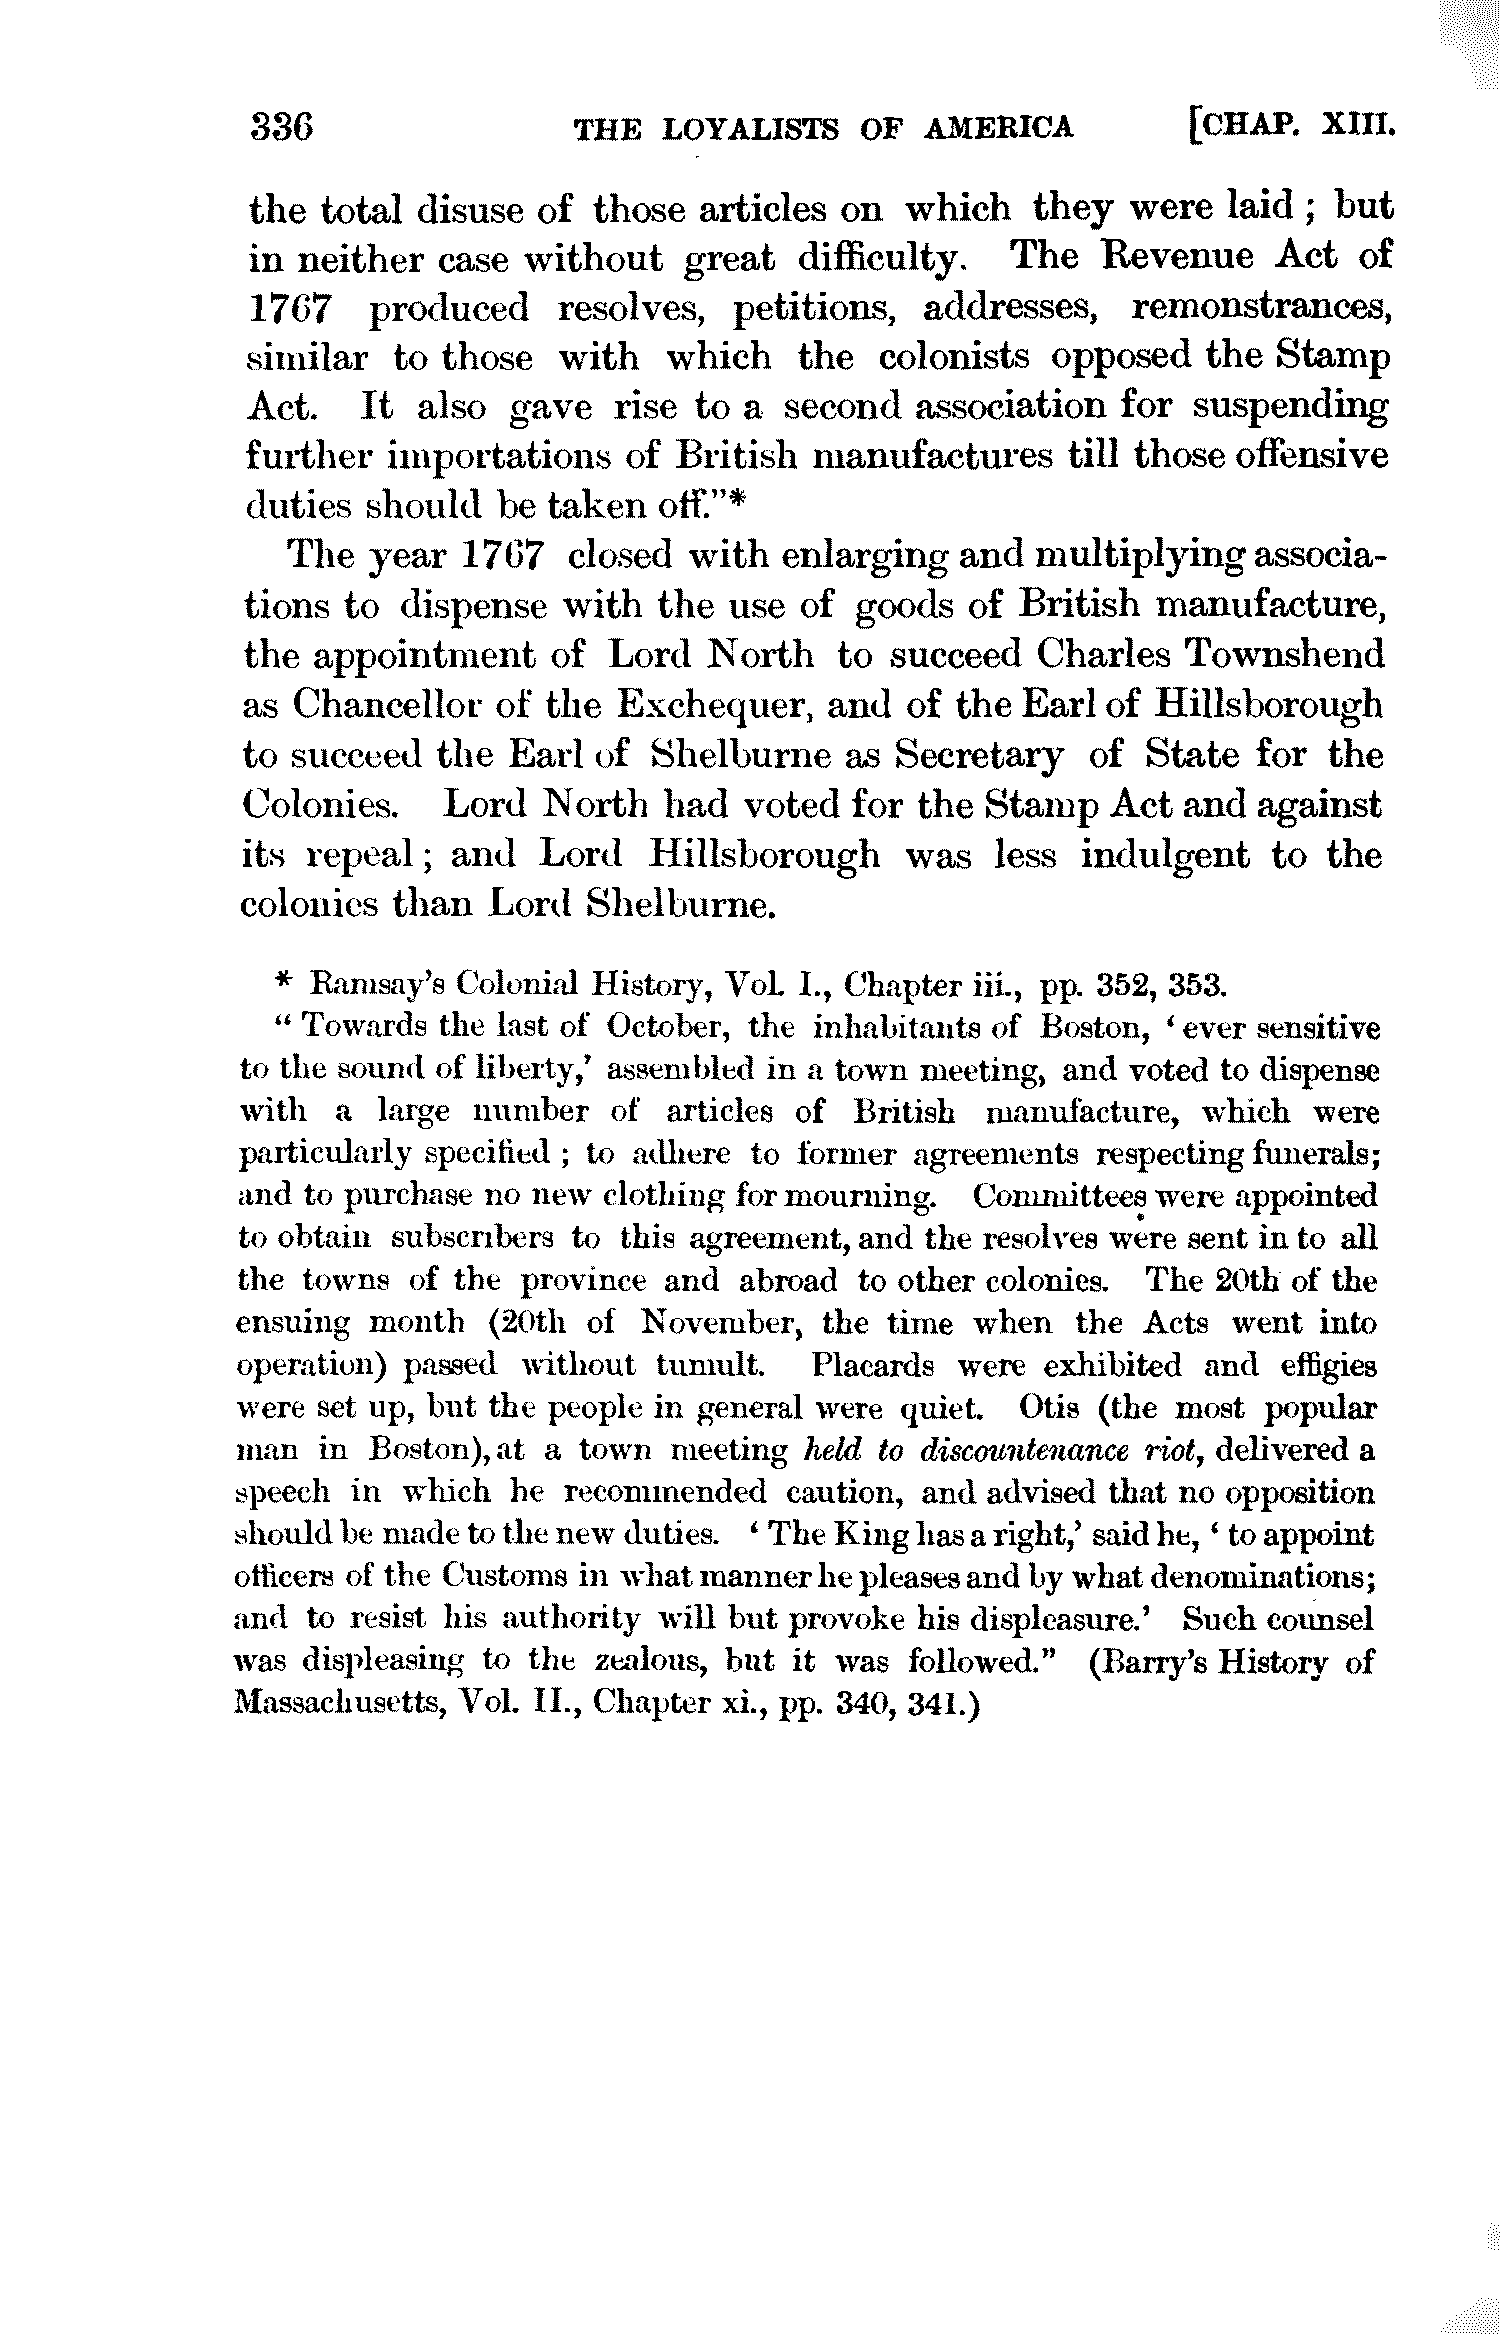 336 THE LOYALISTS OF AMERICA [CHAP. XIII.
the total disuse of those articles on which they were laid ; but
in neither case without great difficulty. The Revenue Act of
1767 produced resolves, petitions, addresses, remonstrances,
similar to those with which the colonists opposed the Stamp
Act. It also gave rise to a second association for suspending
further importations of British manufactures till those offensive
duties should be taken off."*
The year 1767 closed with enlarging and multiplying associa-
tions to dispense with the use of goods of British manufacture,
the appointment of Lord North to succeed Charles Townshend
as Chancellor of the Exchequer, and of the Earl of Hillsborough
to succeed the Earl of Shelburne as Secretary of State for the
Colonies. Lord North had voted for the Stamp Act and against
its repeal ; and Lord Hillsborough was less indulgent to the
colonies than Lord Shelburne.
* Ramsay's Colonial History, Vol. I., Chapter iii., pp. 352, 353.
" Towards the last of October, the inhabitants of Boston, ' ever sensitive
to the sound of liberty,' assembled in a town meeting, and voted to dispense
with a large number of articles of British manufacture, which were
particularly specified ; to adhere to former agreements respecting funerals;
and to purchase no new clothing for mourning. Committees were appointed
to obtain subscribers to this agreement, and the resolves were sent in to all
the towns of the province and abroad to other colonies. The 20th of the
ensuing month (20th of November, the time when the Acts went into
operation) passed without tumult. Placards were exhibited and effigies
were set up, but the people in general were quiet. Otis (the most popular
man in Boston), at a town meeting held to discountenance riot, delivered a
speech in which he recommended caution, and advised that no opposition
should be made to the new duties. ' The King has a right,' said he, ' to appoint
officers of the Customs in what manner he pleases and by what denominations;
and to resist his authority will but provoke his displeasure.' Such counsel
was displeasing to the zealous, but it was followed." (Barry's History of
Massachusetts, Vol. II., Chapter xi., pp. 340, 341.)